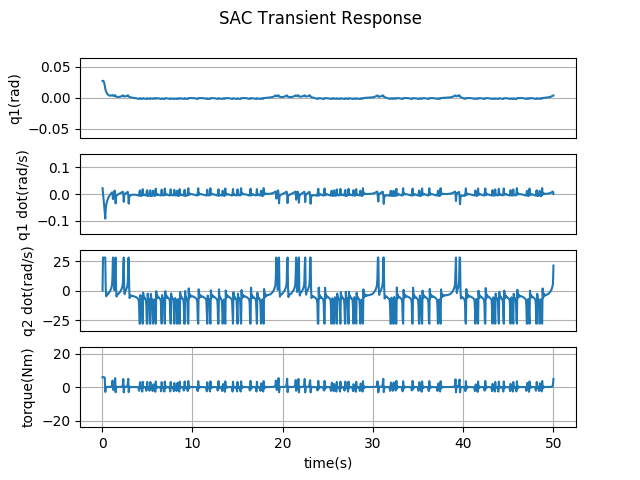 SAC Transient Response
q1(rad)
0.05
0.00
−0.05
q1 dot(rad/s)
0.1
0.0
−0.1
q2 dot(rad/s)
25
0
−25
torque(Nm)
20
0
−20
0 10 20 30 40 50
time(s)